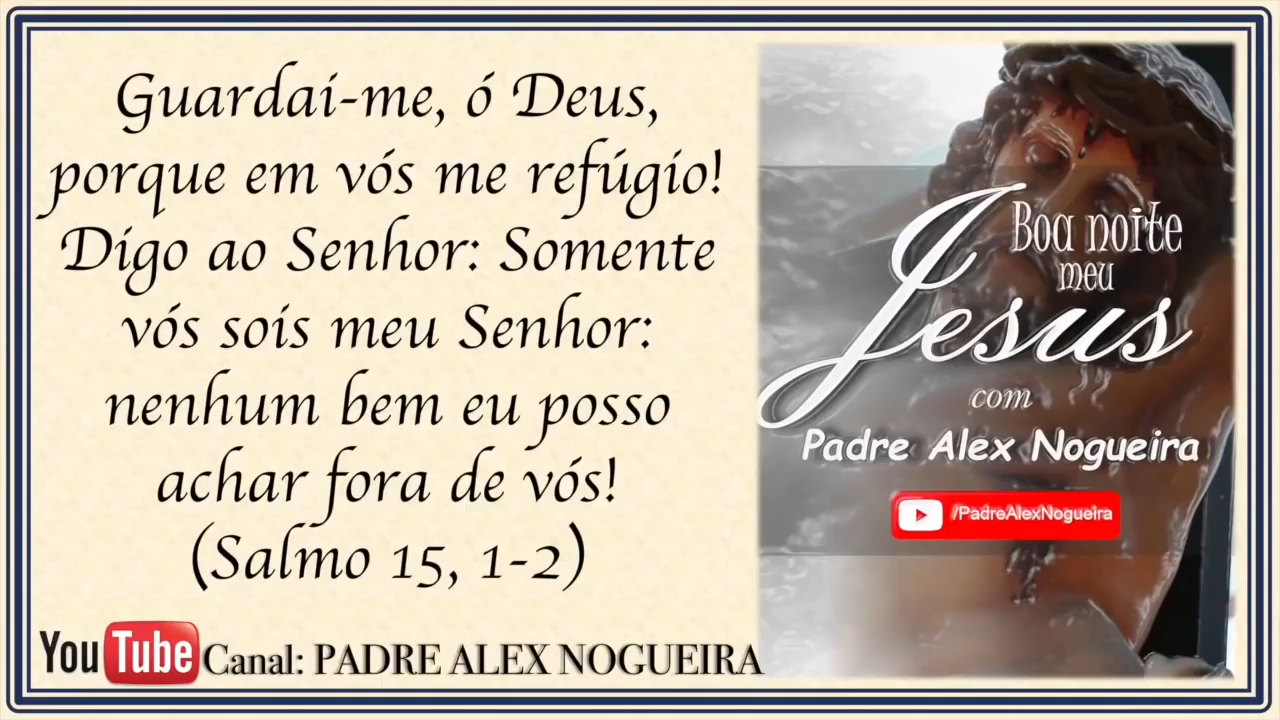 Guardai-me, ó Deus,
porque em vós me refúgio!
Digo ao Senhor: Somente
vós sois meu Senhor:
nenhum bem eu posso
achar fora de vós!
(Salmo 15, 1-2)
YouTube Canal: PADRE ALEX NOGUEIRA
Boa noite
meu
Jesus
com
Padre Alex Nogueira
/PadreAlexNogueira